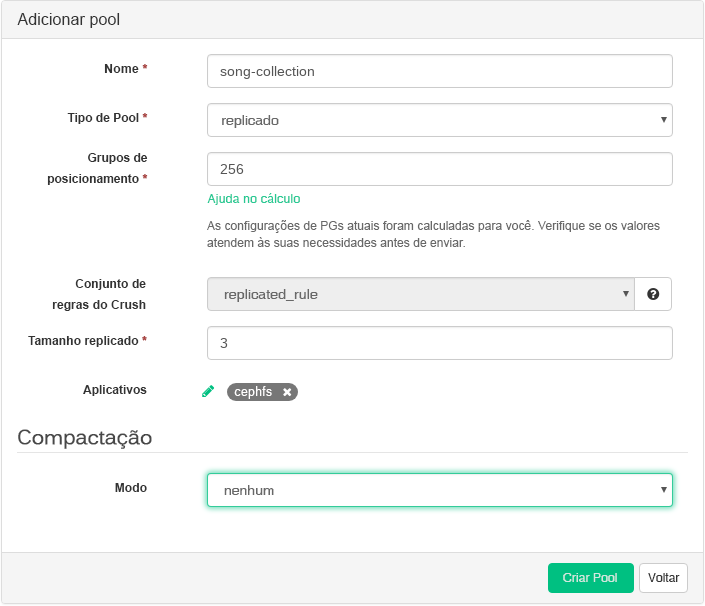 Adicionar pool
Nome *
song-collection
Tipo de Pool *
replicado
Grupos de
posicionamento *
256
Ajuda no cálculo
As configurações de PGs atuais foram calculadas para você. Verifique se os valores
atendem às suas necessidades antes de enviar.
Conjunto de
regras do Crush
replicated_rule
Tamanho replicado *
3
Aplicativos
cephfs
Compactação
Modo
nenhum
Criar Pool
Voltar